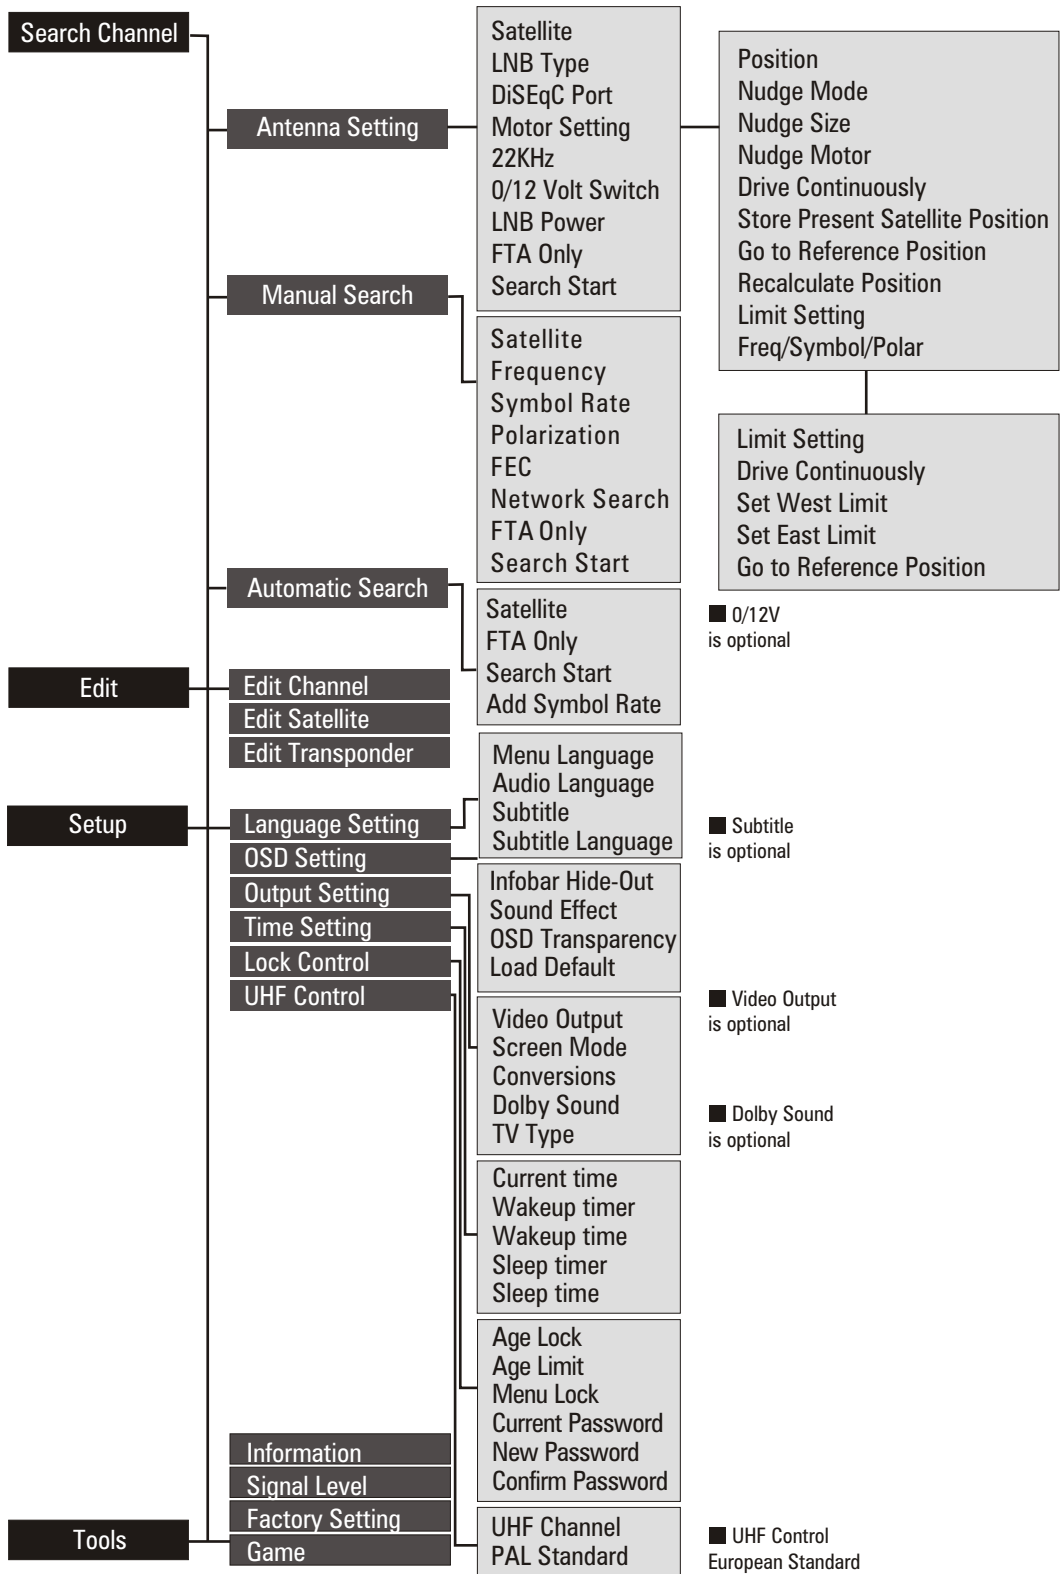 Search Channel
Antenna Setting
Satellite
LNB Type
DiSEqC Port
Motor Setting
22KHz
0/12 Volt Switch
LNB Power
FTA Only
Search Start
Position
Nudge Mode
Nudge Size
Nudge Motor
Drive Continuously
Store Present Satellite Position
Go to Reference Position
Recalculate Position
Limit Setting
Freq/Symbol/Polar
Limit Setting
Drive Continuously
Set West Limit
Set East Limit
Go to Reference Position
Manual Search
Satellite
Frequency
Symbol Rate
Polarization
FEC
Network Search
FTA Only
Search Start
Automatic Search
Satellite
FTA Only
Search Start
Add Symbol Rate
■ 0/12V
is optional
Edit
Edit Channel
Edit Satellite
Edit Transponder
Setup
Language Setting
OSD Setting
Output Setting
Time Setting
Lock Control
UHF Control
Menu Language
Audio Language
Subtitle
Subtitle Language
■ Subtitle
is optional
Infobar Hide-Out
Sound Effect
OSD Transparency
Load Default
Video Output
Screen Mode
Conversions
Dolby Sound
TV Type
■ Video Output
is optional
■ Dolby Sound
is optional
Current time
Wakeup timer
Wakeup time
Sleep timer
Sleep time
Age Lock
Age Limit
Menu Lock
Current Password
New Password
Confirm Password
UHF Channel
PAL Standard
■ UHF Control
European Standard
Tools
Information
Signal Level
Factory Setting
Game